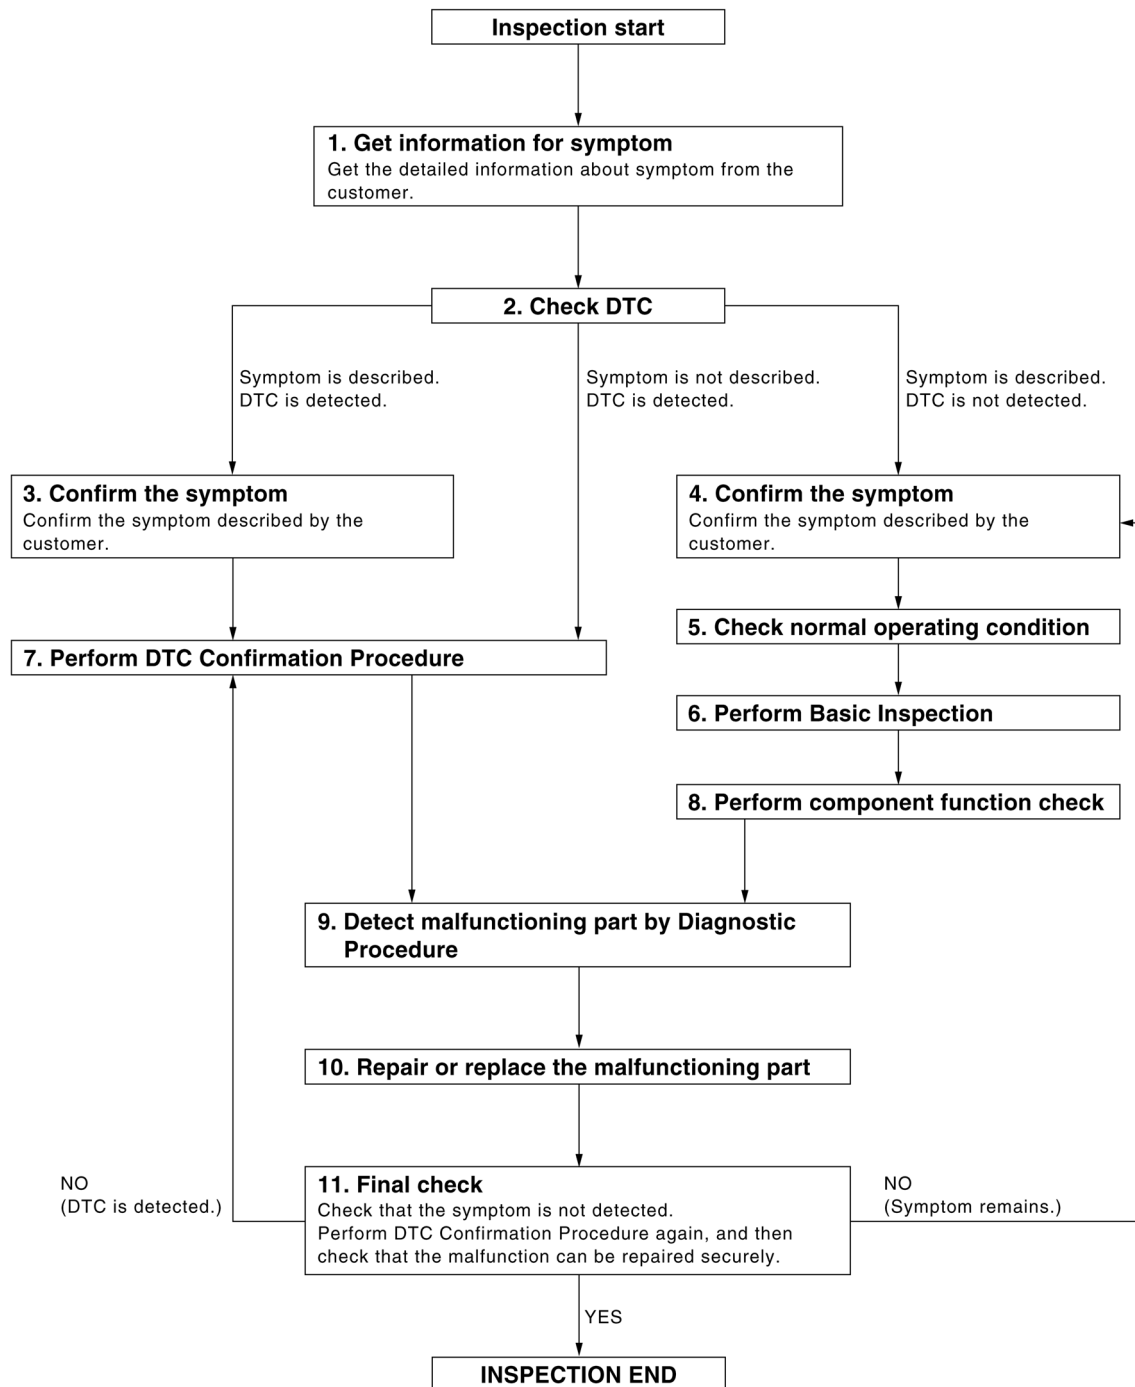 Inspection start
1. Get information for symptom
Get the detailed information about symptom from the
customer.
2. Check DTC
Symptom is described.
DTC is detected.
Symptom is not described.
DTC is detected.
Symptom is described.
DTC is not detected.
3. Confirm the symptom
Confirm the symptom described by the
customer.
4. Confirm the symptom
Confirm the symptom described by the
customer.
5. Check normal operating condition
7. Perform DTC Confirmation Procedure
6. Perform Basic Inspection
8. Perform component function check
9. Detect malfunctioning part by Diagnostic
Procedure
10. Repair or replace the malfunctioning part
NO
(DTC is detected.)
11. Final check
Check that the symptom is not detected.
Perform DTC Confirmation Procedure again, and then
check that the malfunction can be repaired securely.
NO
(Symptom remains.)
YES
INSPECTION END